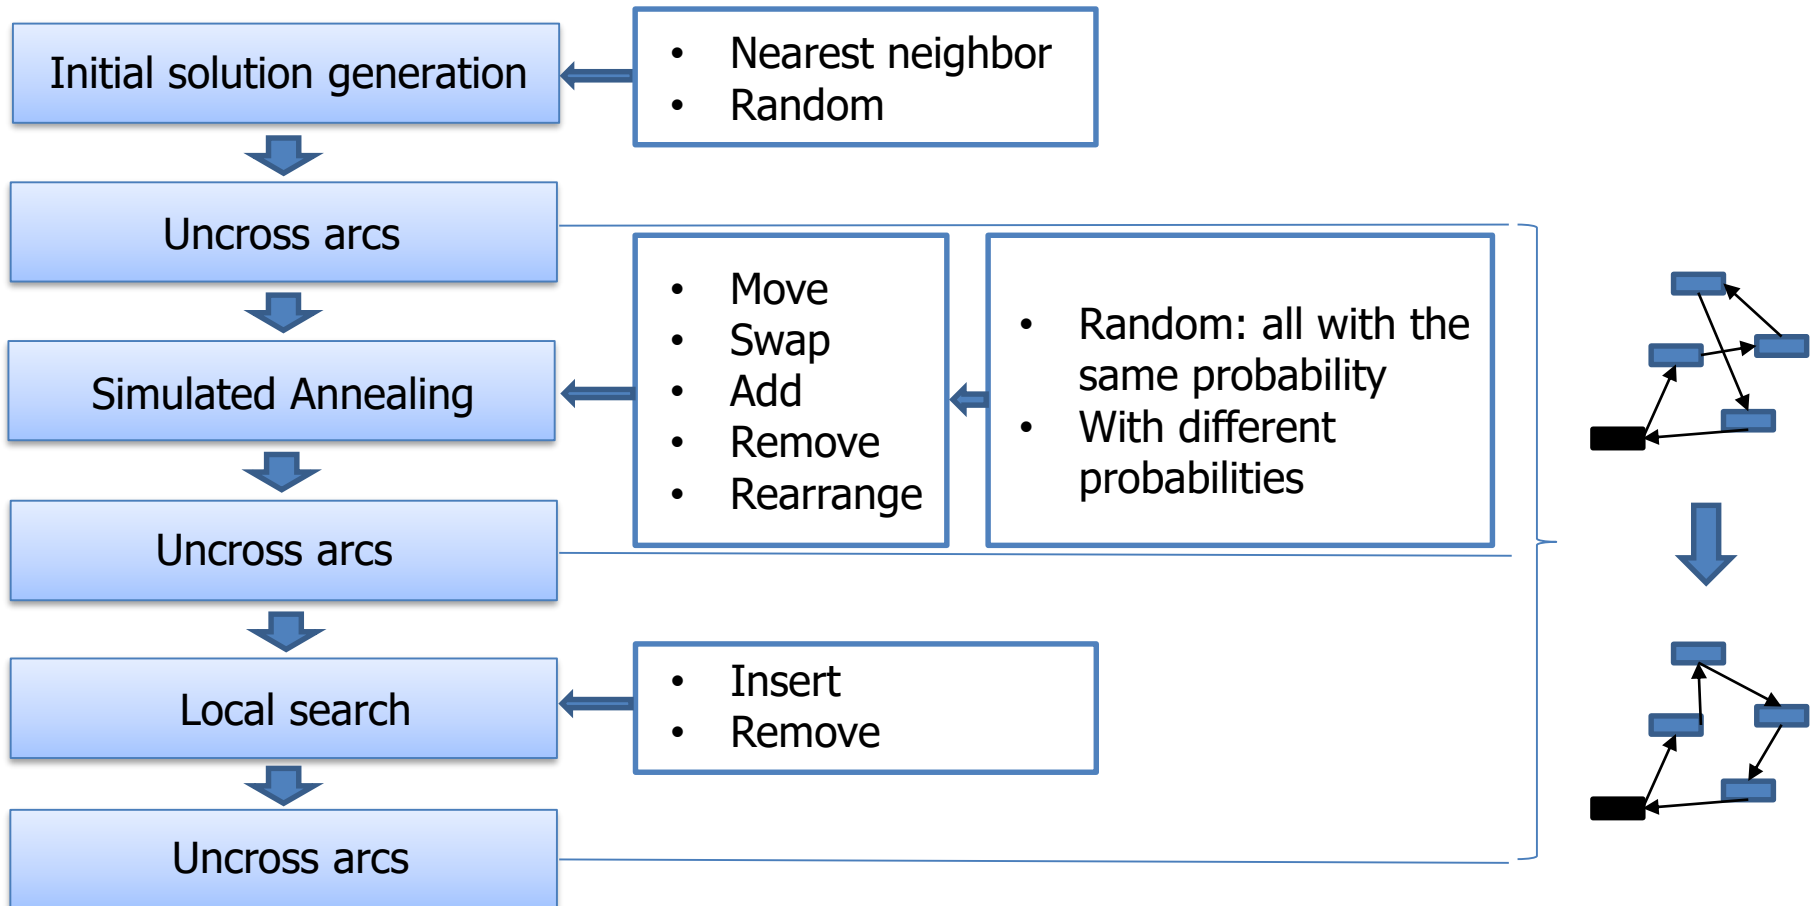 Initial solution generation
• Nearest neighbor
• Random
Uncross arcs
Simulated Annealing
• Move
• Swap
• Add
• Remove
• Rearrange
• Random: all with the
same probability
• With different
probabilities
Uncross arcs
Local search
• Insert
• Remove
Uncross arcs